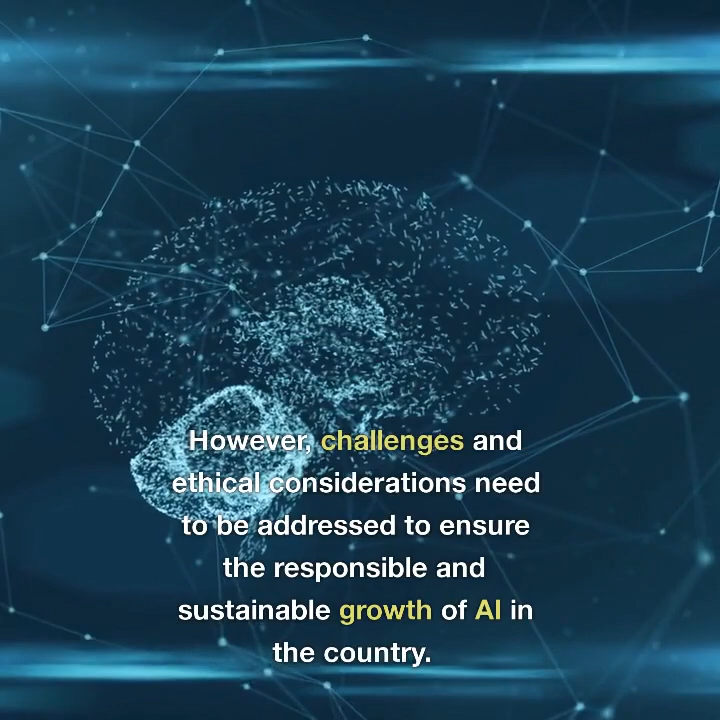 However, challenges and
ethical considerations need
to be addressed to ensure
the responsible and
sustainable growth of AI in
the country.